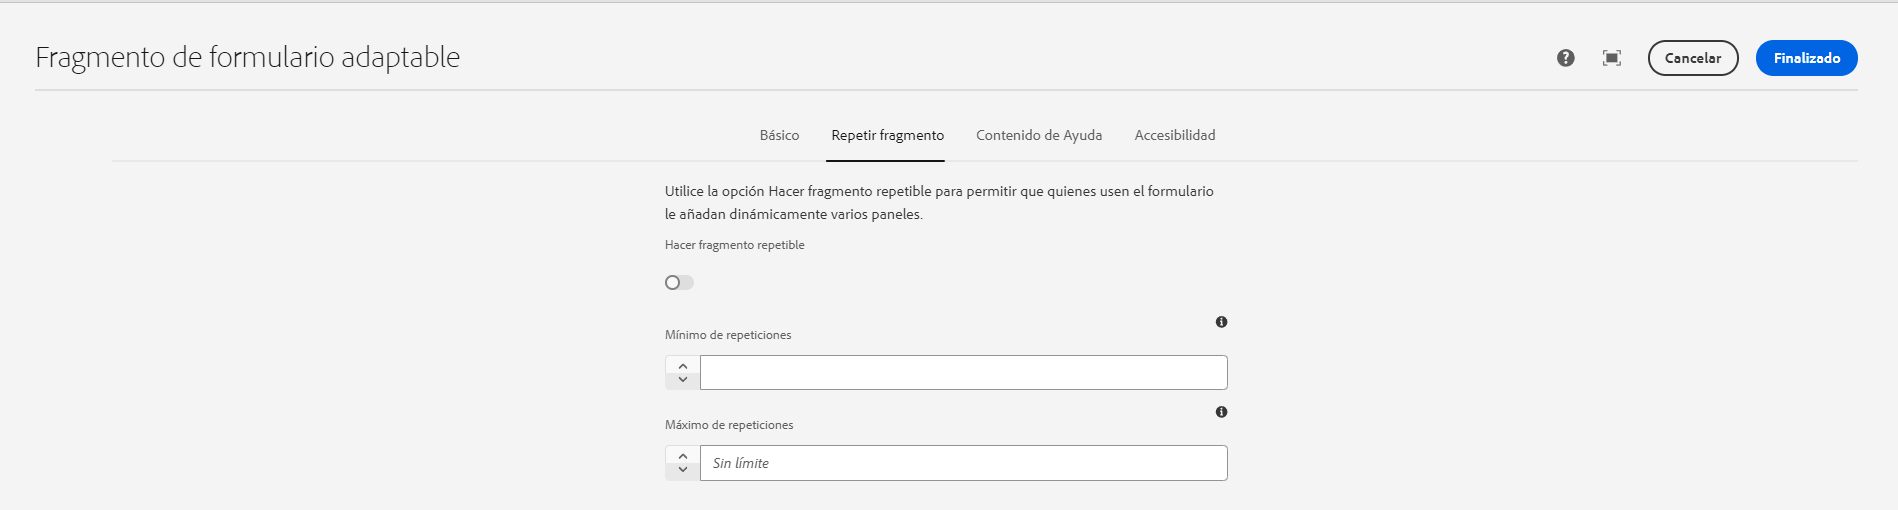 Fragmento de formulario adaptable
Cancelar
Finalizado
Básico
Repetir fragmento
Contenido de Ayuda
Accesibilidad
Utilice la opción Hacer fragmento repetible para permitir que quienes usen el formulario
le añadan dinámicamente varios paneles.
Hacer fragmento repetible
Mínimo de repeticiones
Máximo de repeticiones
Sin límite